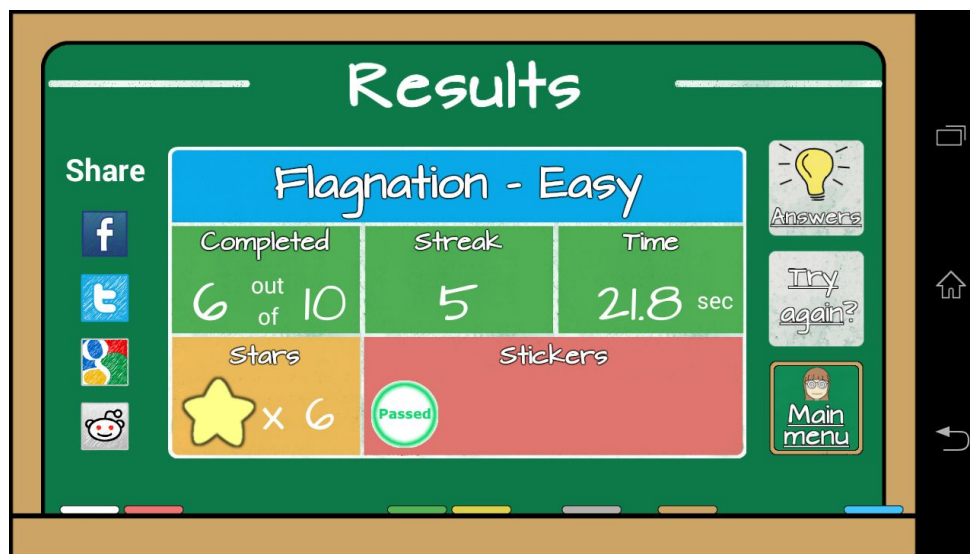 Results
Share
Flagnation - Easy
Completed
Streak
Time
6 out of 10
5
21.8 sec
Stars
Stickers
x 6
Passed
Answers
Try
again?
Main
menu